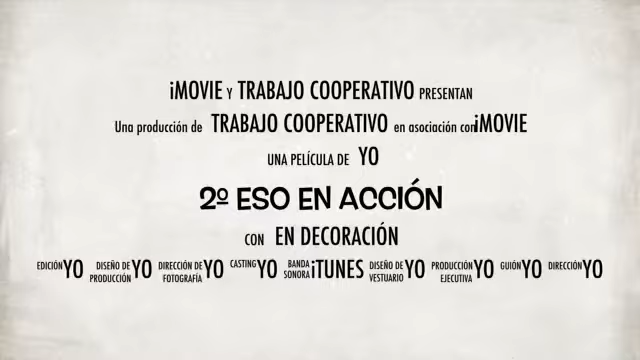 iMOVIE Y TRABAJO COOPERATIVO PRESENTAN
Una producción de TRABAJO COOPERATIVO en asociación con iMOVIE
UNA PELÍCULA DE YO
2º ESO EN ACCIÓN
CON EN DECORACIÓN
EDICIÓN YO DISEÑO DE PRODUCCIÓN YO DIRECCIÓN DE FOTOGRAFÍA YO CASTING YO BANDA SONORA iTUNES DISEÑO DE VESTUARIO YO PRODUCCIÓN EJECUTIVA YO GUIÓN YO DIRECCIÓN YO